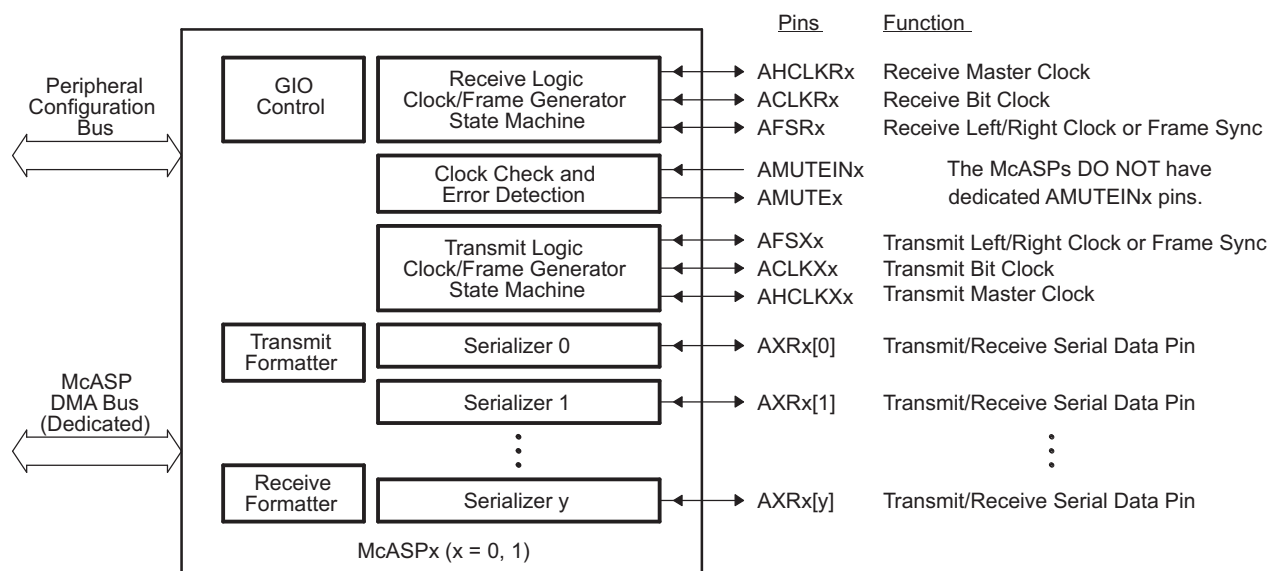 Pins Function
Peripheral
Configuration
Bus
GIO
Control
Receive Logic
Clock/Frame Generator
State Machine
AHCLKRx Receive Master Clock
ACLKRx Receive Bit Clock
AFSRx Receive Left/Right Clock or Frame Sync
Clock Check and
Error Detection
AMUTEINx
AMUTEx
The McASPs DO NOT have
dedicated AMUTEINx pins.
Transmit Logic
Clock/Frame Generator
State Machine
AFSXx Transmit Left/Right Clock or Frame Sync
ACLKXx Transmit Bit Clock
AHCLKXx Transmit Master Clock
McASP
DMA Bus
(Dedicated)
Transmit
Formatter
Serializer 0 AXRx[0] Transmit/Receive Serial Data Pin
Serializer 1 AXRx[1] Transmit/Receive Serial Data Pin
Receive
Formatter
Serializer y AXRx[y] Transmit/Receive Serial Data Pin
McASPx (x = 0, 1)